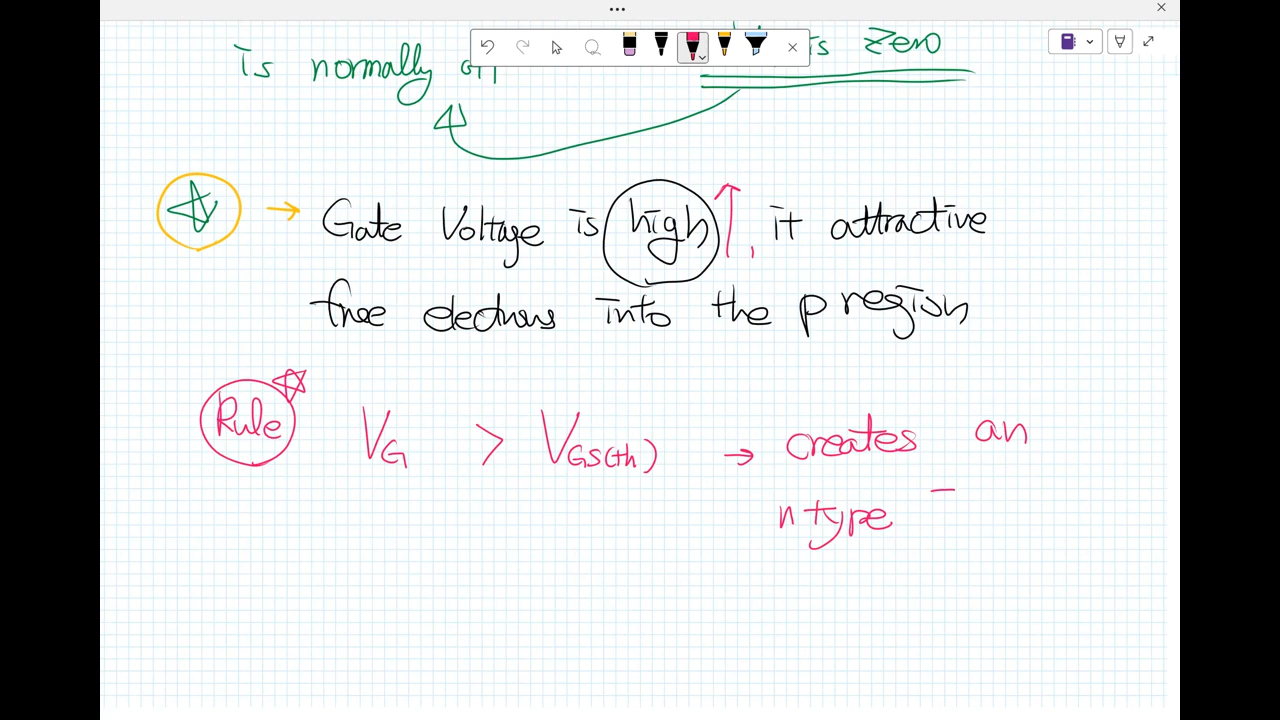 is Zero
is normally off
Gate Voltage is high, it attractive
free electrons into the p region
Rule VG > VGS(th) → creates an
n type